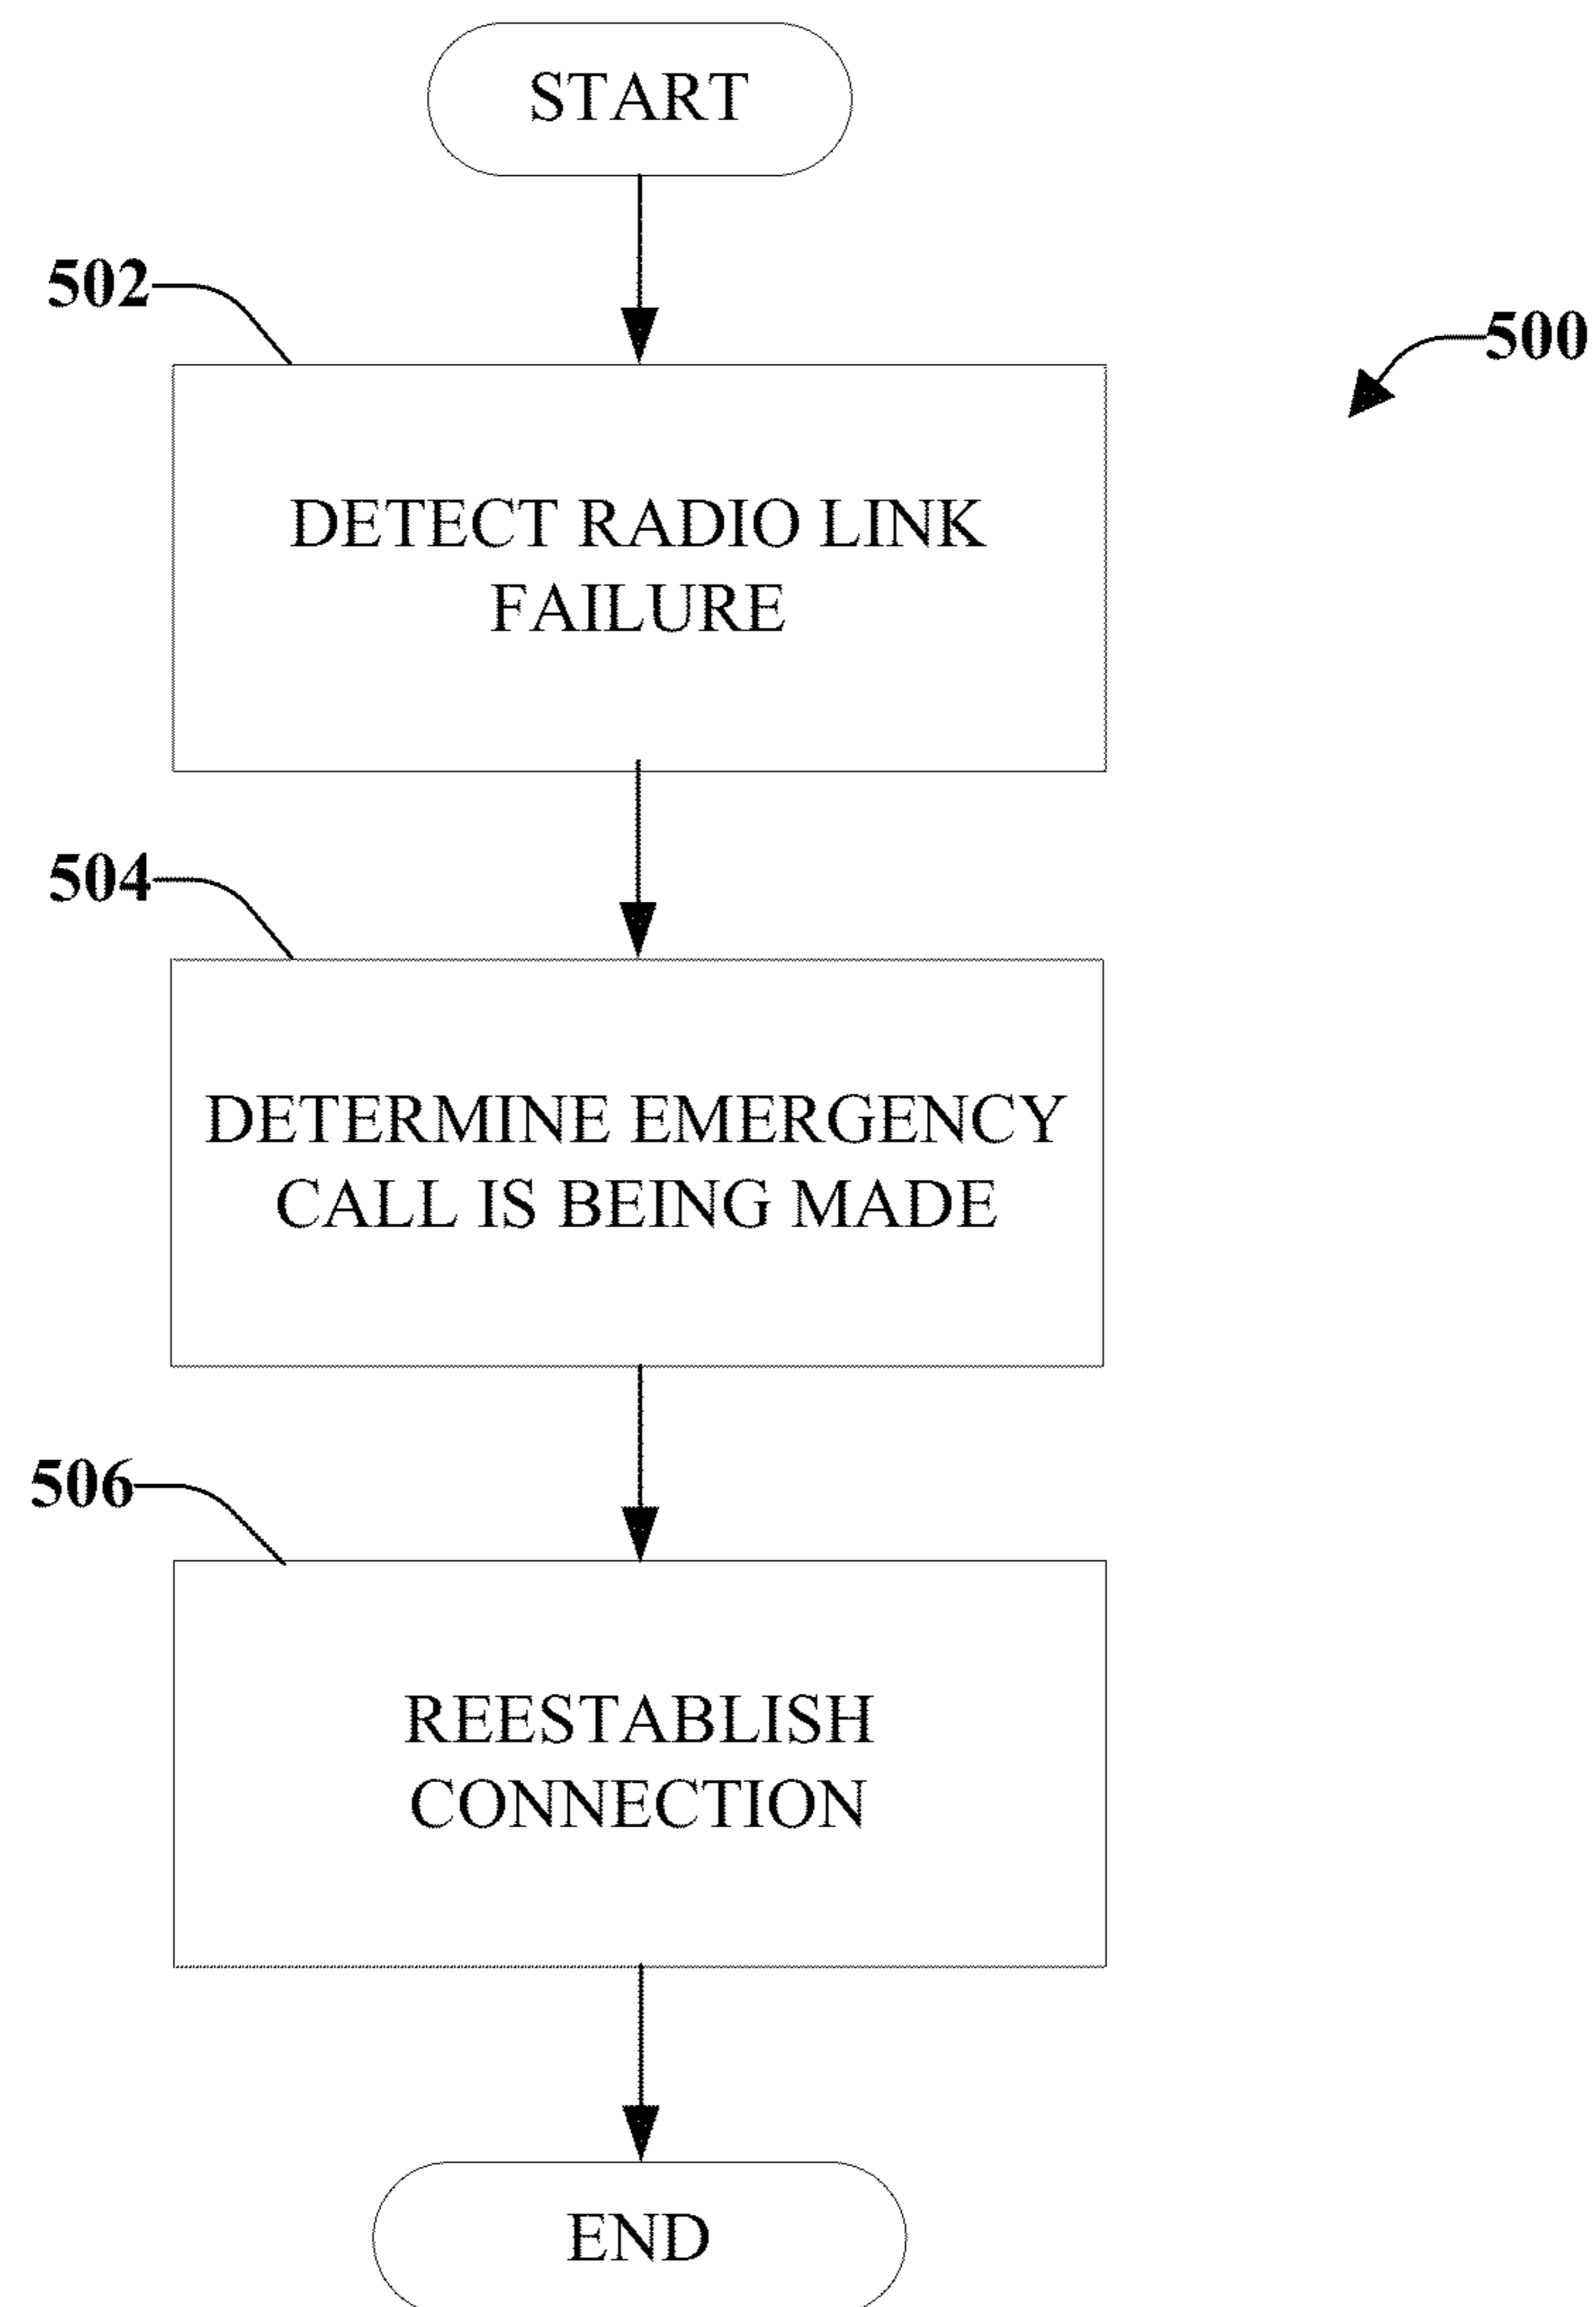 START
502
500
DETECT RADIO LINK
FAILURE
504
DETERMINE EMERGENCY
CALL IS BEING MADE
506
REESTABLISH
CONNECTION
END